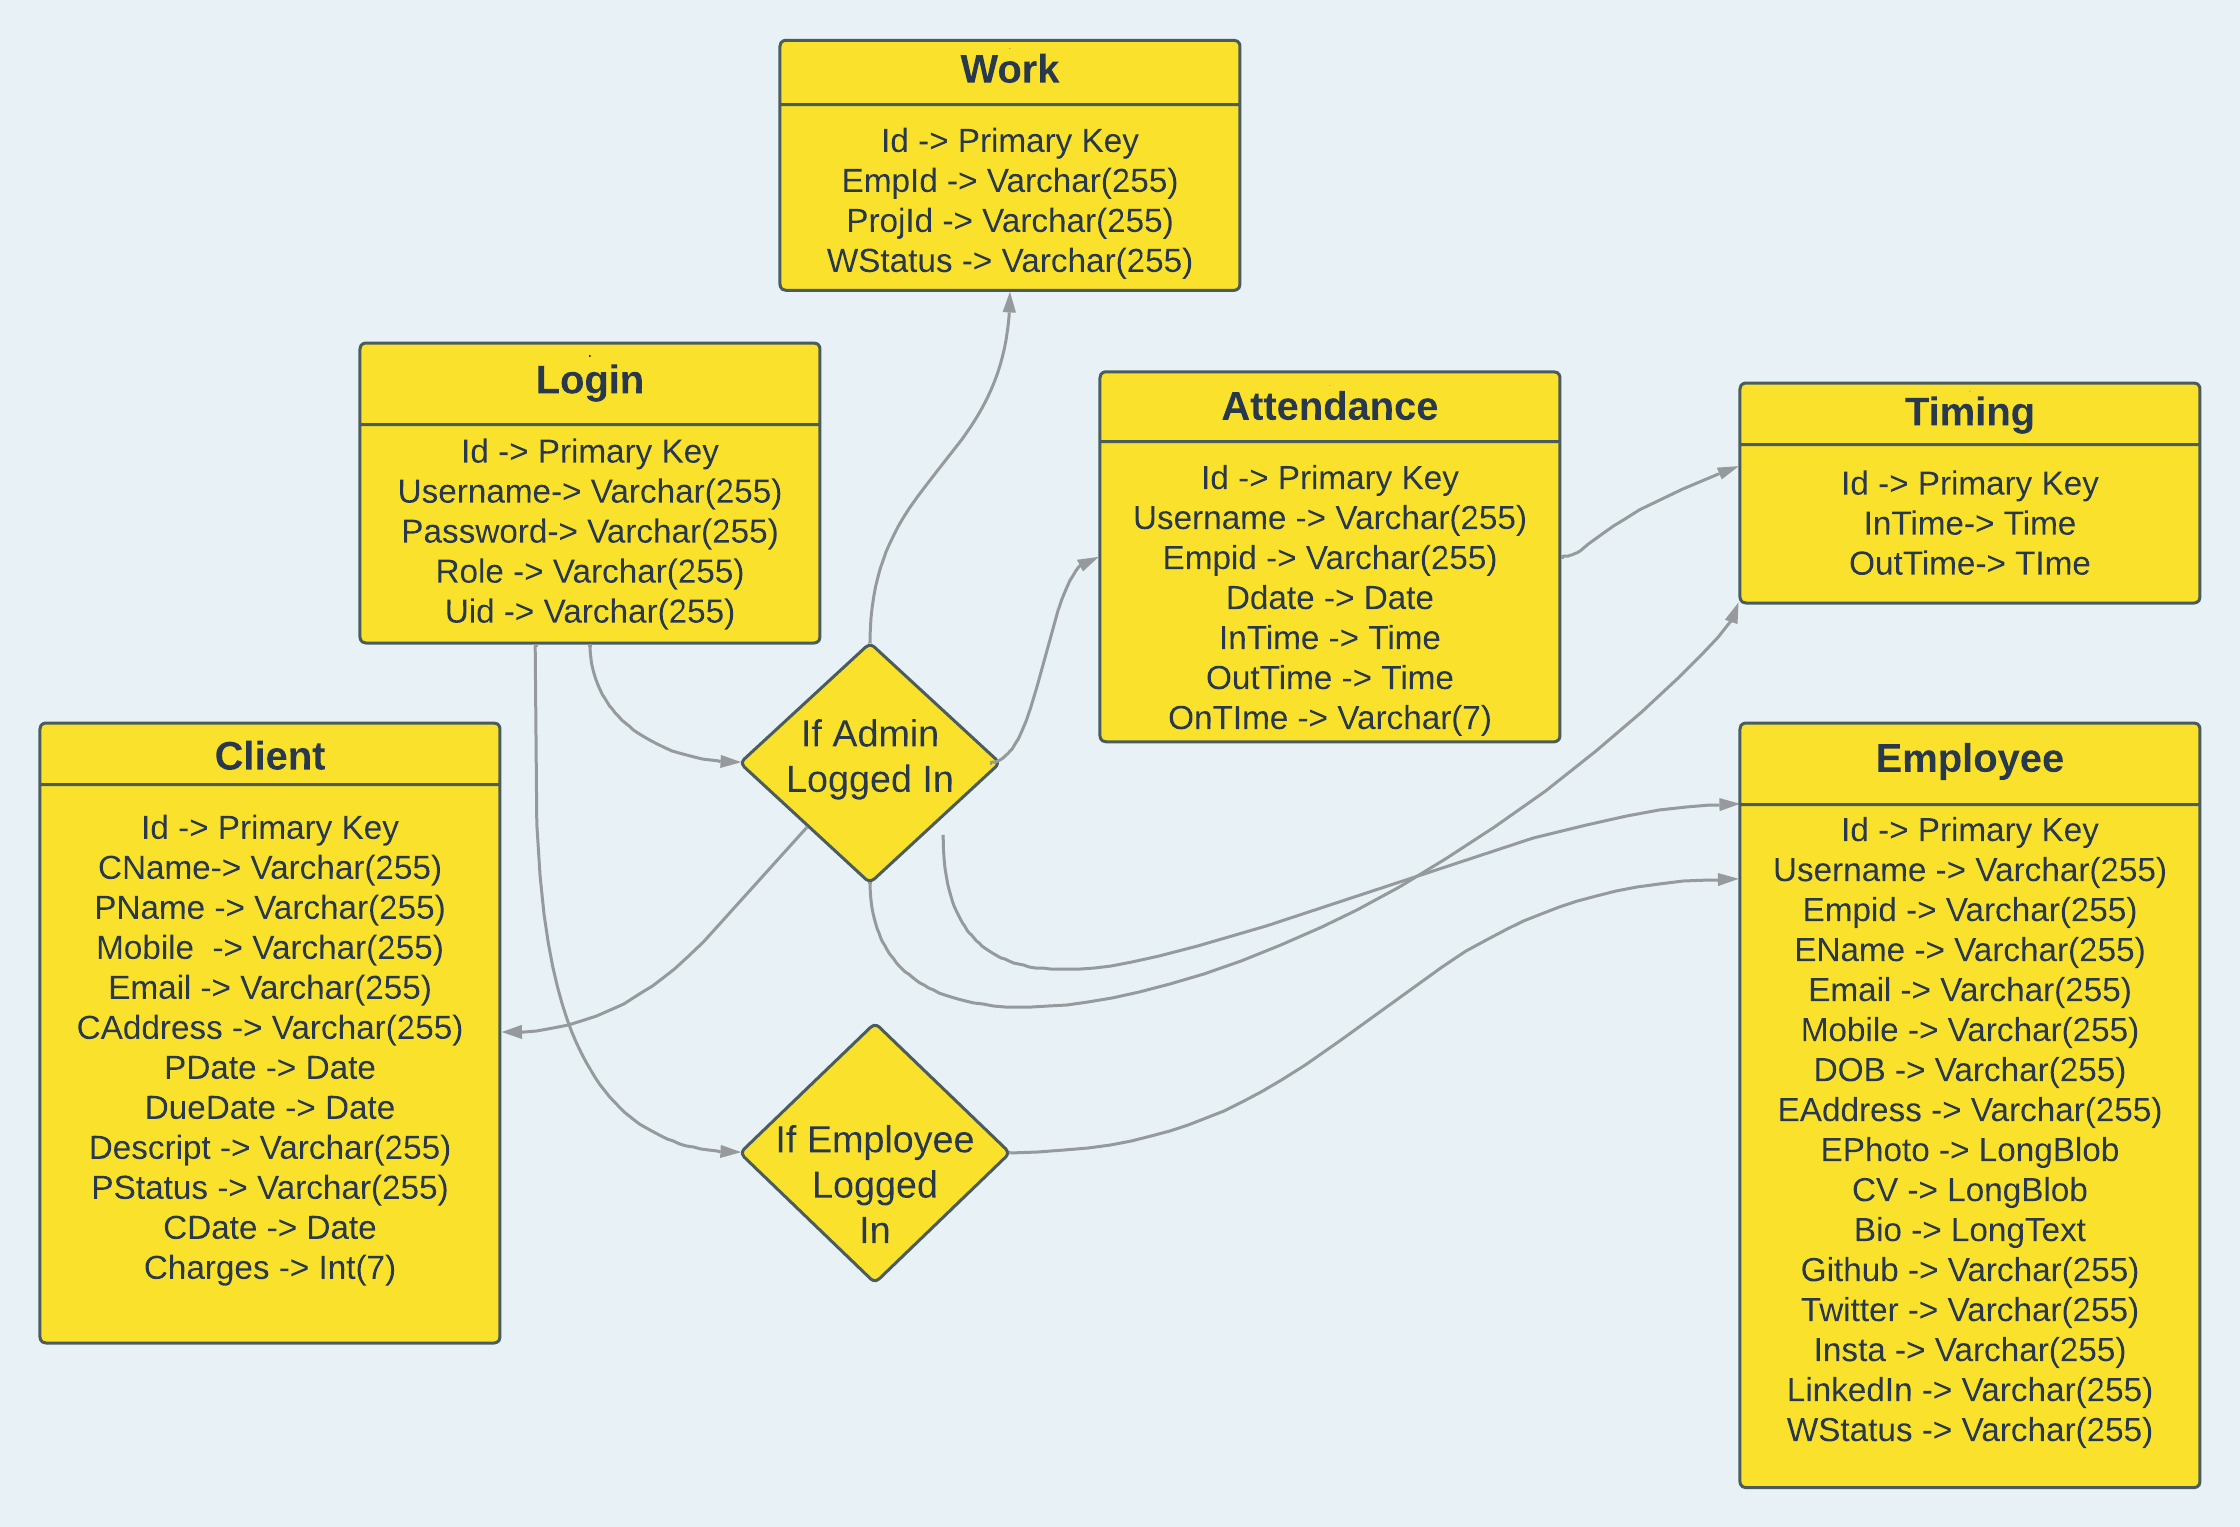 Work
Id -> Primary Key
EmpId -> Varchar(255)
ProjId -> Varchar(255)
WStatus -> Varchar(255)
Login
Id -> Primary Key
Username-> Varchar(255)
Password-> Varchar(255)
Role -> Varchar(255)
Uid -> Varchar(255)
Attendance
Id -> Primary Key
Username -> Varchar(255)
Empid -> Varchar(255)
Ddate -> Date
InTime -> Time
OutTime -> Time
OnTIme -> Varchar(7)
Timing
Id -> Primary Key
InTime-> Time
OutTime-> TIme
If Admin
Logged In
Client
Id -> Primary Key
CName-> Varchar(255)
PName -> Varchar(255)
Mobile  -> Varchar(255)
Email -> Varchar(255)
CAddress -> Varchar(255)
PDate -> Date
DueDate -> Date
Descript -> Varchar(255)
PStatus -> Varchar(255)
CDate -> Date
Charges -> Int(7)
If Employee
Logged
In
Employee
Id -> Primary Key
Username -> Varchar(255)
Empid -> Varchar(255)
EName -> Varchar(255)
Email -> Varchar(255)
Mobile -> Varchar(255)
DOB -> Varchar(255)
EAddress -> Varchar(255)
EPhoto -> LongBlob
CV -> LongBlob
Bio -> LongText
Github -> Varchar(255)
Twitter -> Varchar(255)
Insta -> Varchar(255)
LinkedIn -> Varchar(255)
WStatus -> Varchar(255)